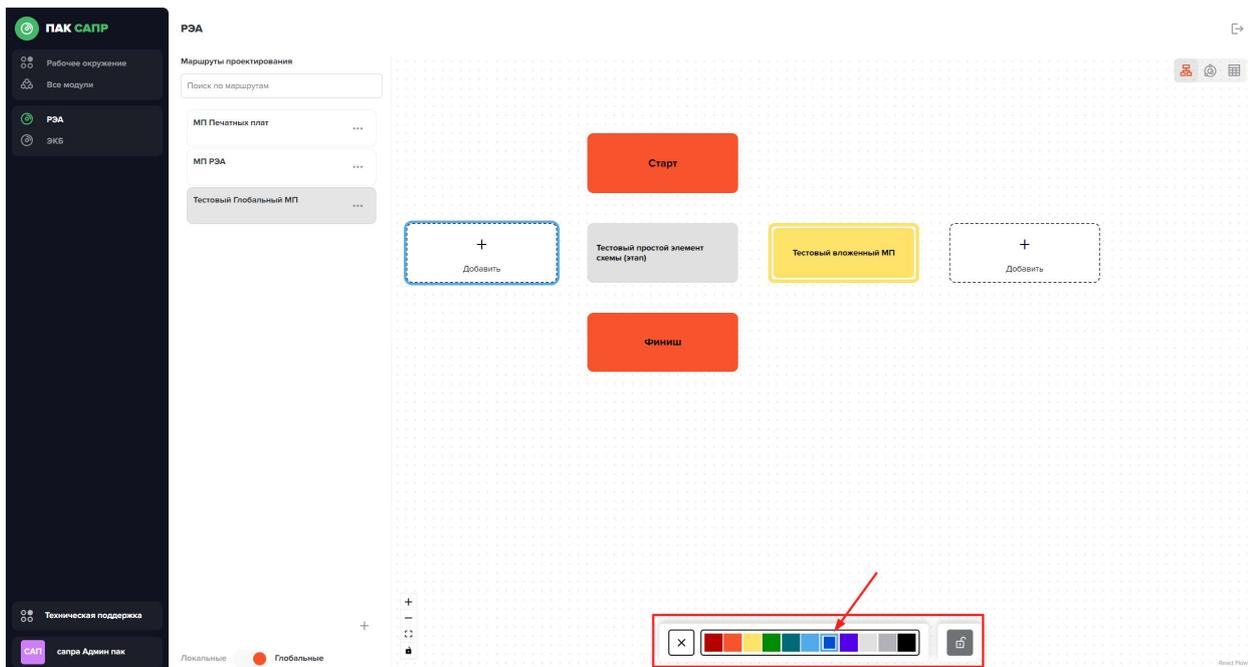 ПАК САПР
РЭА
Рабочее окружение
Все модули
РЭА
ЭКБ
Маршруты проектирования
Поиск по маршрутам
МП Печатных плат
МП РЭА
Тестовый Глобальный МП
Старт
Добавить
Тестовый простой элемент
схемы (этап)
Тестовый вложенный МП
Добавить
Финиш
Техническая поддержка
САП
сапра Админ пак
Локальные
Глобальные
React Flow